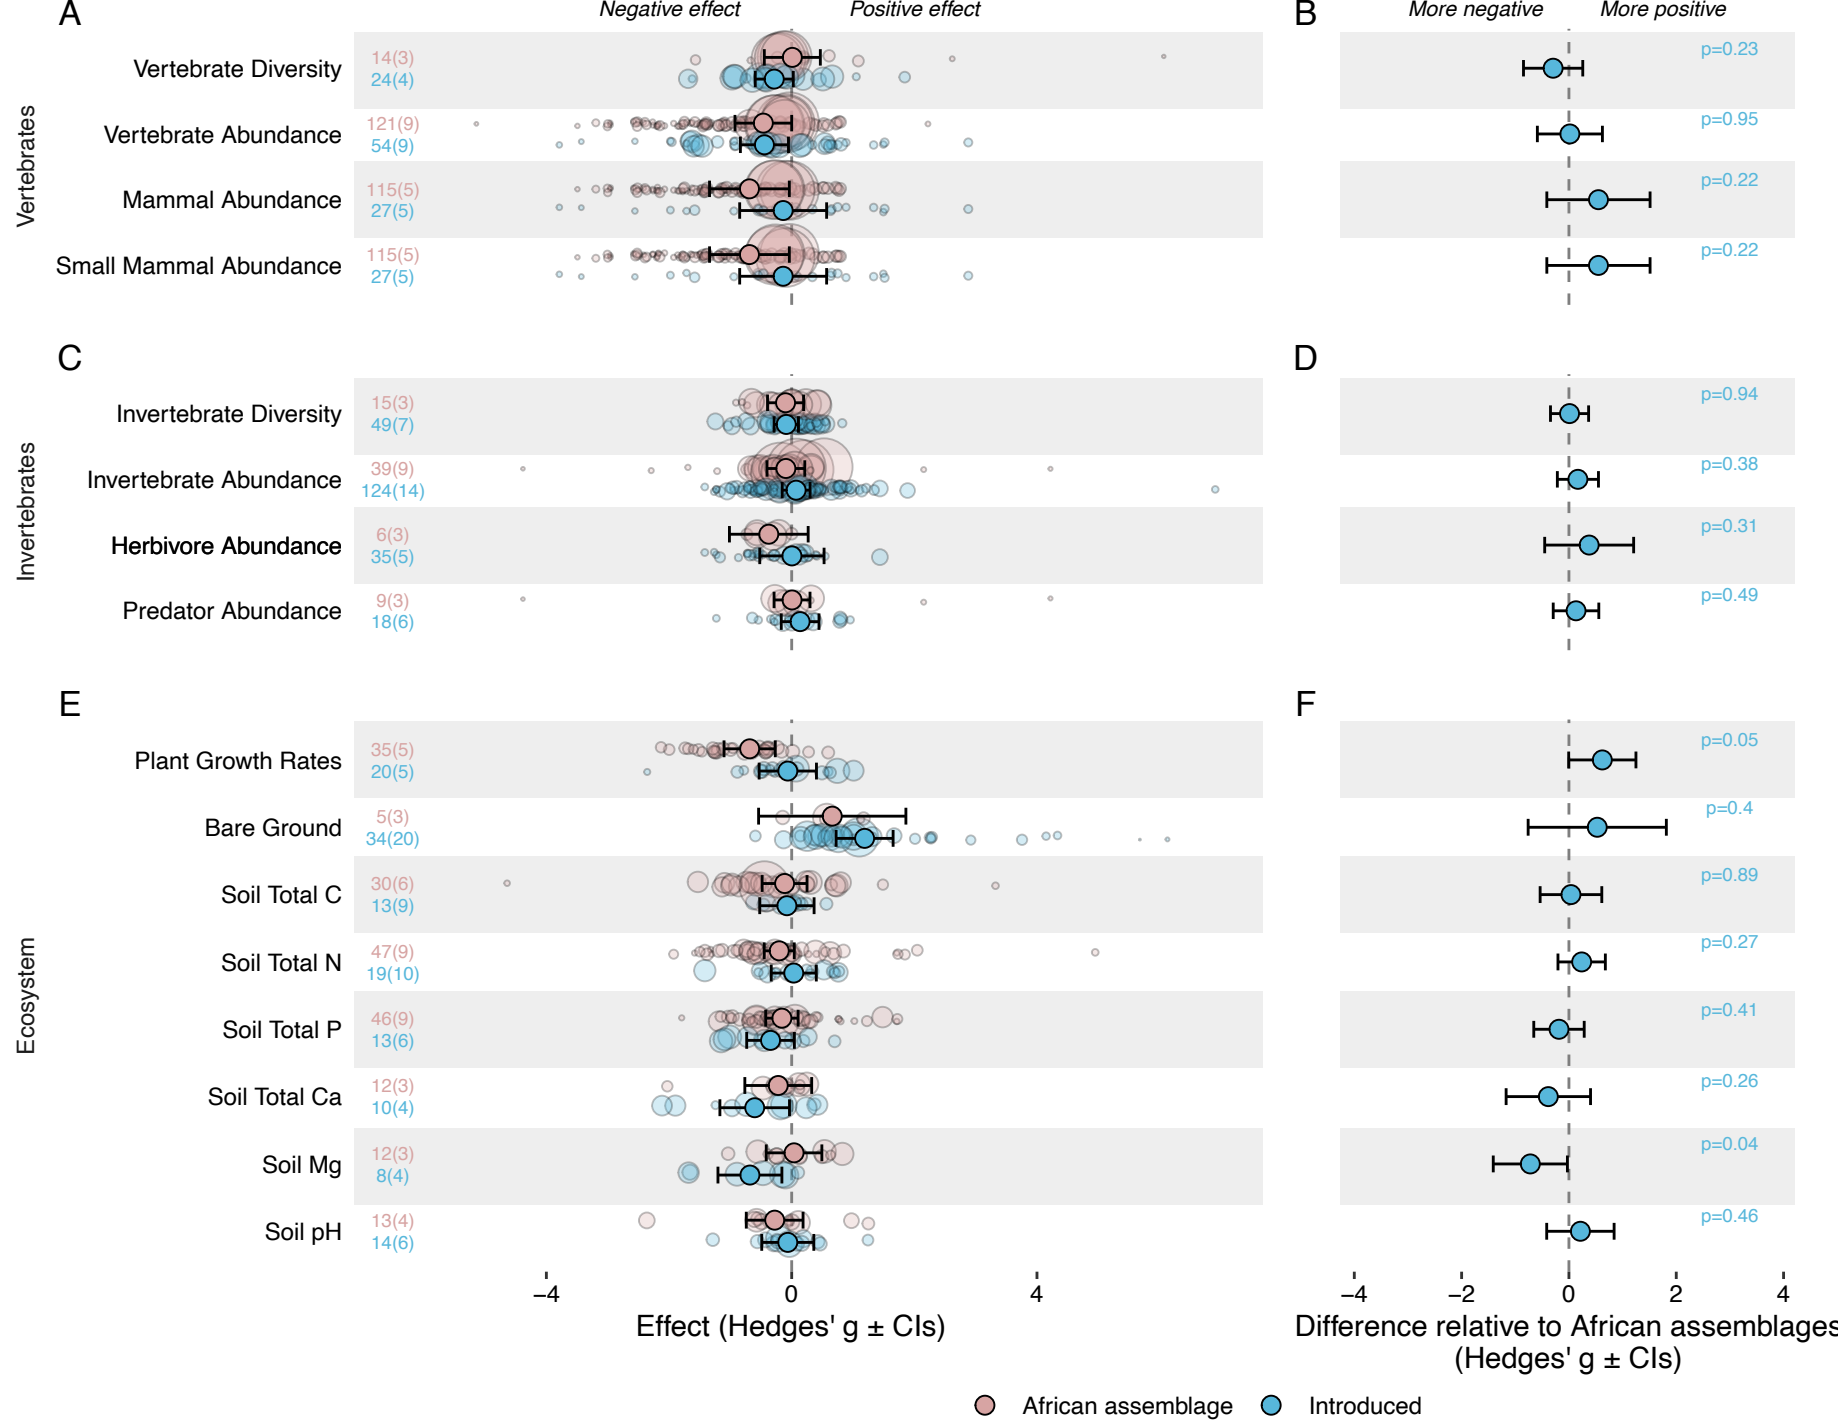 A
Negative effect
Positive effect
B
More negative
More positive
Vertebrates
Vertebrate Diversity
14(3)
24(4)
p=0.23
Vertebrate Abundance
121(9)
54(9)
p=0.95
Mammal Abundance
115(5)
27(5)
p=0.22
Small Mammal Abundance
115(5)
27(5)
p=0.22
C
D
Invertebrates
Invertebrate Diversity
15(3)
49(7)
p=0.94
Invertebrate Abundance
39(9)
124(14)
p=0.38
Herbivore Abundance
6(3)
35(5)
p=0.31
Predator Abundance
9(3)
18(6)
p=0.49
E
F
Ecosystem
Plant Growth Rates
35(5)
20(5)
p=0.05
Bare Ground
5(3)
34(20)
p=0.4
Soil Total C
30(6)
13(9)
p=0.89
Soil Total N
47(9)
19(10)
p=0.27
Soil Total P
46(9)
13(6)
p=0.41
Soil Total Ca
12(3)
10(4)
p=0.26
Soil Mg
12(3)
8(4)
p=0.04
Soil pH
13(4)
14(6)
p=0.46
−4 0 4
−4 −2 0 2 4
Effect (Hedges' g ± CIs)
Difference relative to African assemblages
(Hedges' g ± CIs)
African assemblage
Introduced